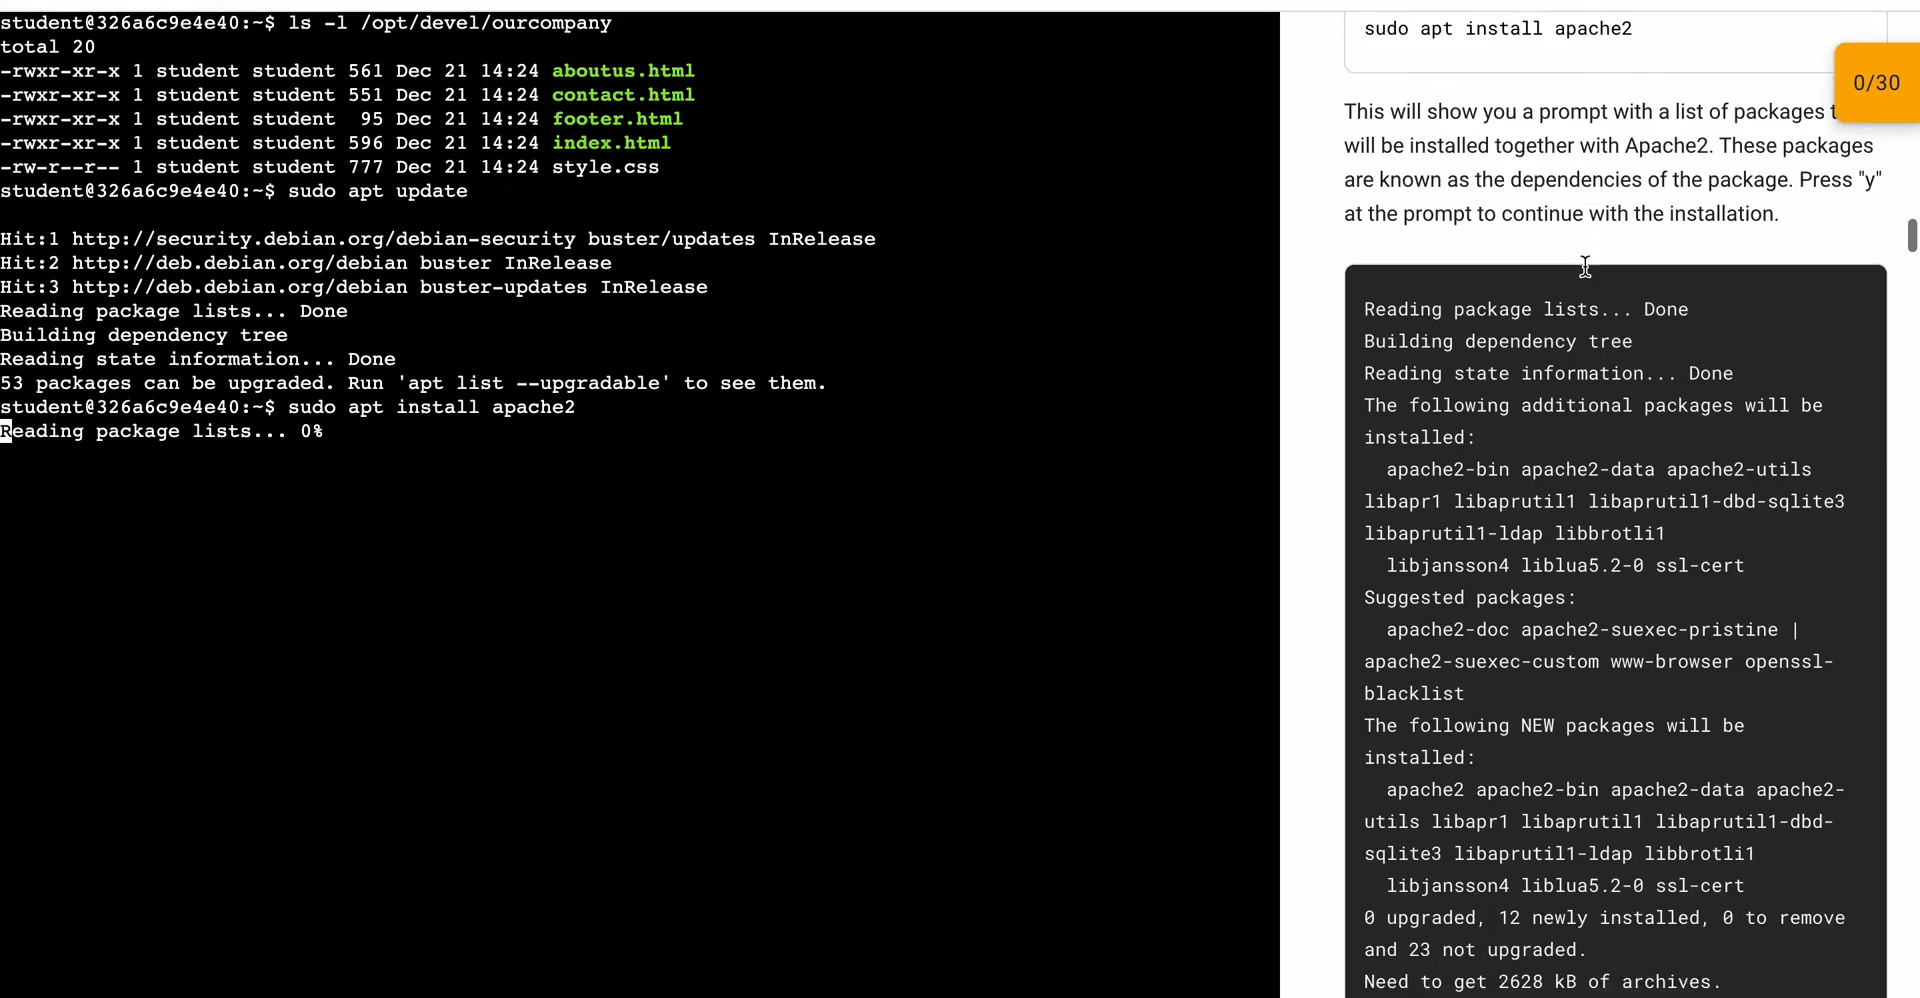 student@326a6c9e4e40:~$ ls -l /opt/devel/ourcompany
total 20
-rwxr-xr-x 1 student student 561 Dec 21 14:24 aboutus.html
-rwxr-xr-x 1 student student 551 Dec 21 14:24 contact.html
-rwxr-xr-x 1 student student  95 Dec 21 14:24 footer.html
-rwxr-xr-x 1 student student 596 Dec 21 14:24 index.html
-rw-r--r-- 1 student student 777 Dec 21 14:24 style.css
student@326a6c9e4e40:~$ sudo apt update
Hit:1 http://security.debian.org/debian-security buster/updates InRelease
Hit:2 http://deb.debian.org/debian buster InRelease
Hit:3 http://deb.debian.org/debian buster-updates InRelease
Reading package lists... Done
Building dependency tree
Reading state information... Done
53 packages can be upgraded. Run 'apt list --upgradable' to see them.
student@326a6c9e4e40:~$ sudo apt install apache2
Reading package lists... 0%
sudo apt install apache2
0/30
This will show you a prompt with a list of packages
will be installed together with Apache2. These packages
are known as the dependencies of the package. Press "y"
at the prompt to continue with the installation.
Reading package lists... Done
Building dependency tree
Reading state information... Done
The following additional packages will be
installed:
  apache2-bin apache2-data apache2-utils
libapr1 libaprutil1 libaprutil1-dbd-sqlite3
libaprutil1-ldap libbrotli1
  libjansson4 liblua5.2-0 ssl-cert
Suggested packages:
  apache2-doc apache2-suexec-pristine |
apache2-suexec-custom www-browser openssl-
blacklist
The following NEW packages will be
installed:
  apache2 apache2-bin apache2-data apache2-
utils libapr1 libaprutil1 libaprutil1-dbd-
sqlite3 libaprutil1-ldap libbrotli1
  libjansson4 liblua5.2-0 ssl-cert
0 upgraded, 12 newly installed, 0 to remove
and 23 not upgraded.
Need to get 2628 kB of archives.